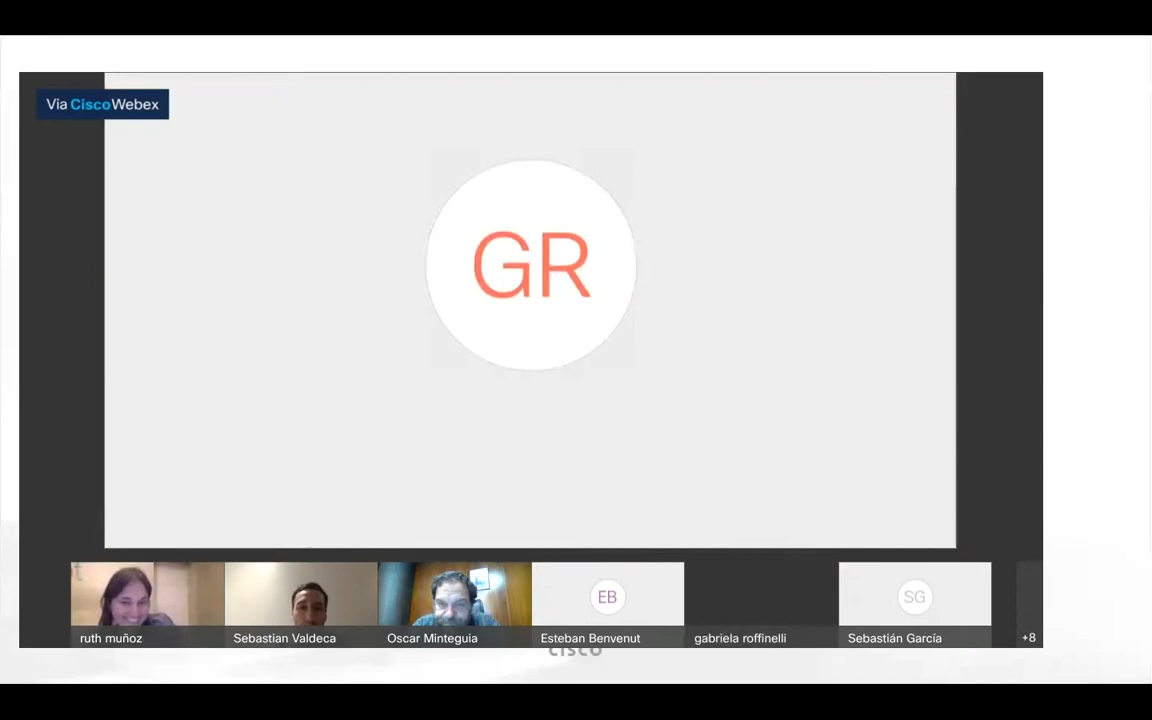 Via CiscoWebex
GR
EB
SG
ruth muñoz
Sebastian Valdeca
Oscar Minteguia
Esteban Benvenut
gabriela roffinelli
Sebastián García
+8
cisco